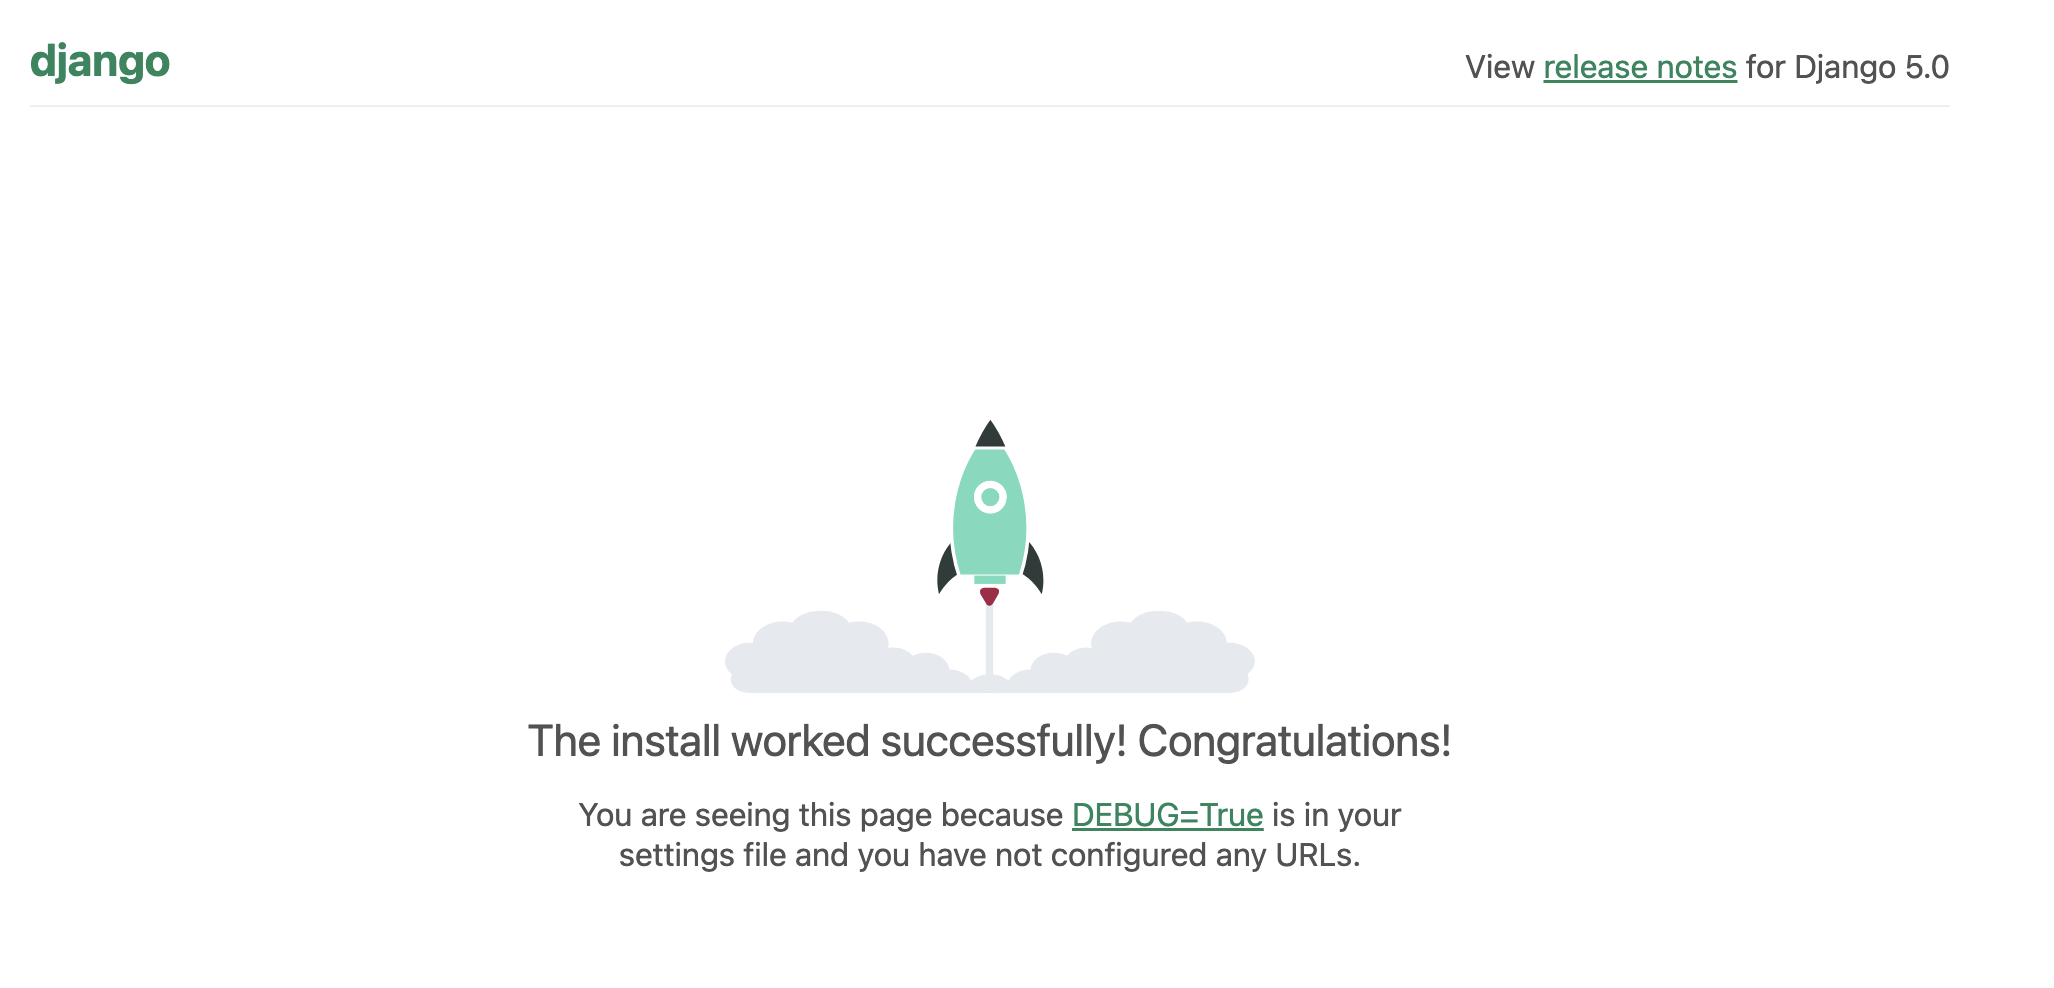 django
View release notes for Django 5.0
The install worked successfully! Congratulations!
You are seeing this page because DEBUG=True is in your
settings file and you have not configured any URLs.